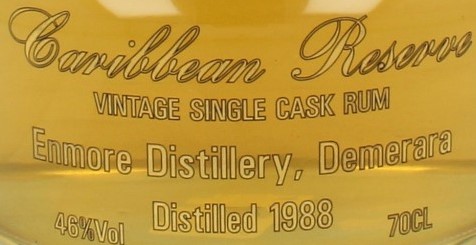 Caribbean Reserve
VINTAGE SINGLE CASK RUM
Enmore Distillery, Demerara
46%Vol Distilled 1988 70CL